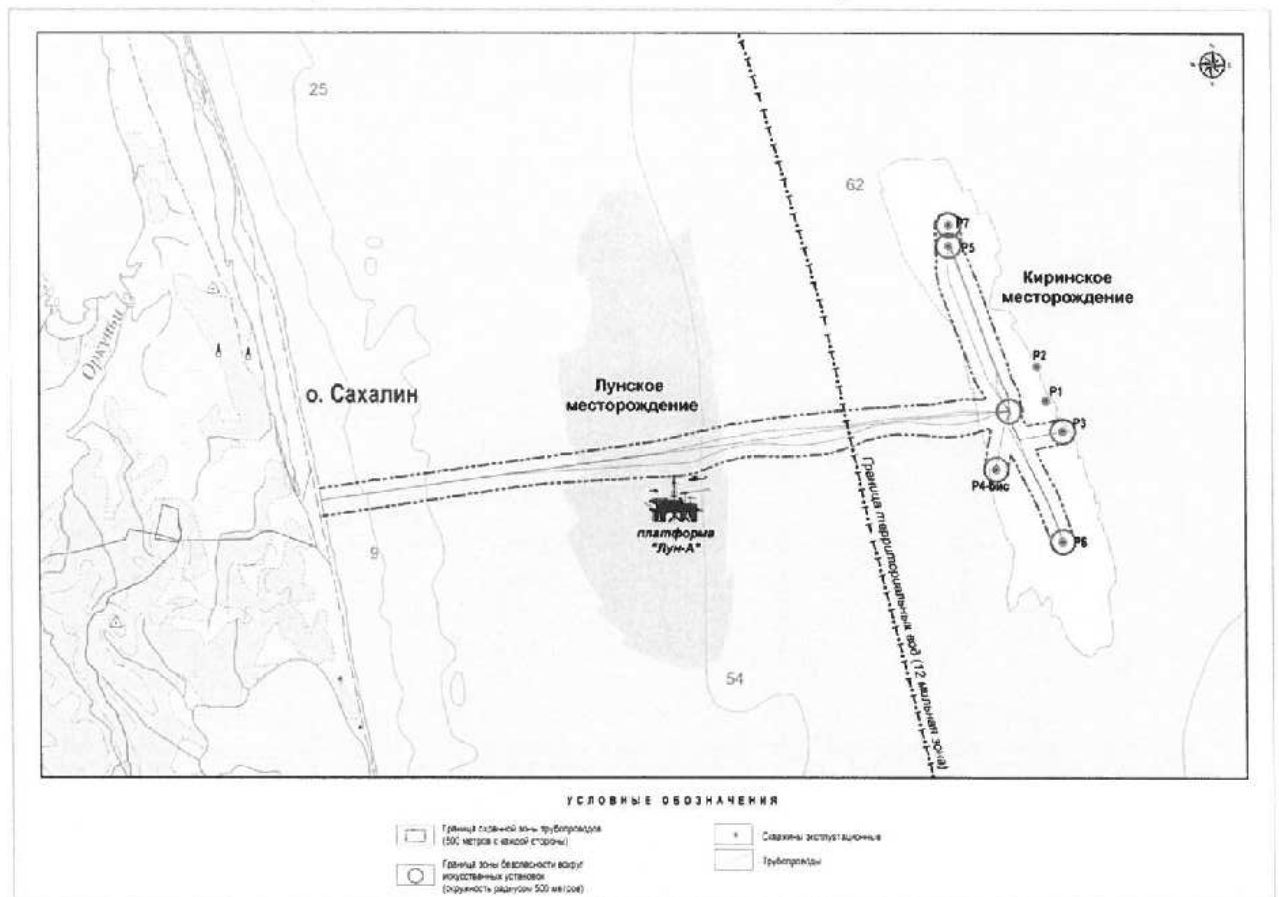 25
62
P7
P5
Киринское
месторождение
Оркуньи
P2
P1
о. Сахалин
Лунское
месторождение
P3
P4-бис
платформа
"Лун-А"
P6
9
54
Граница территориальных вод (12 мильная зона)
УСЛОВНЫЕ ОБОЗНАЧЕНИЯ
Граница охранной зоны трубопроводов
(500 метров с каждой стороны)
Граница зоны безопасности вокруг
искусственных установок
(окружность радиусом 500 метров)
Скважины эксплуатационные
Трубопроводы